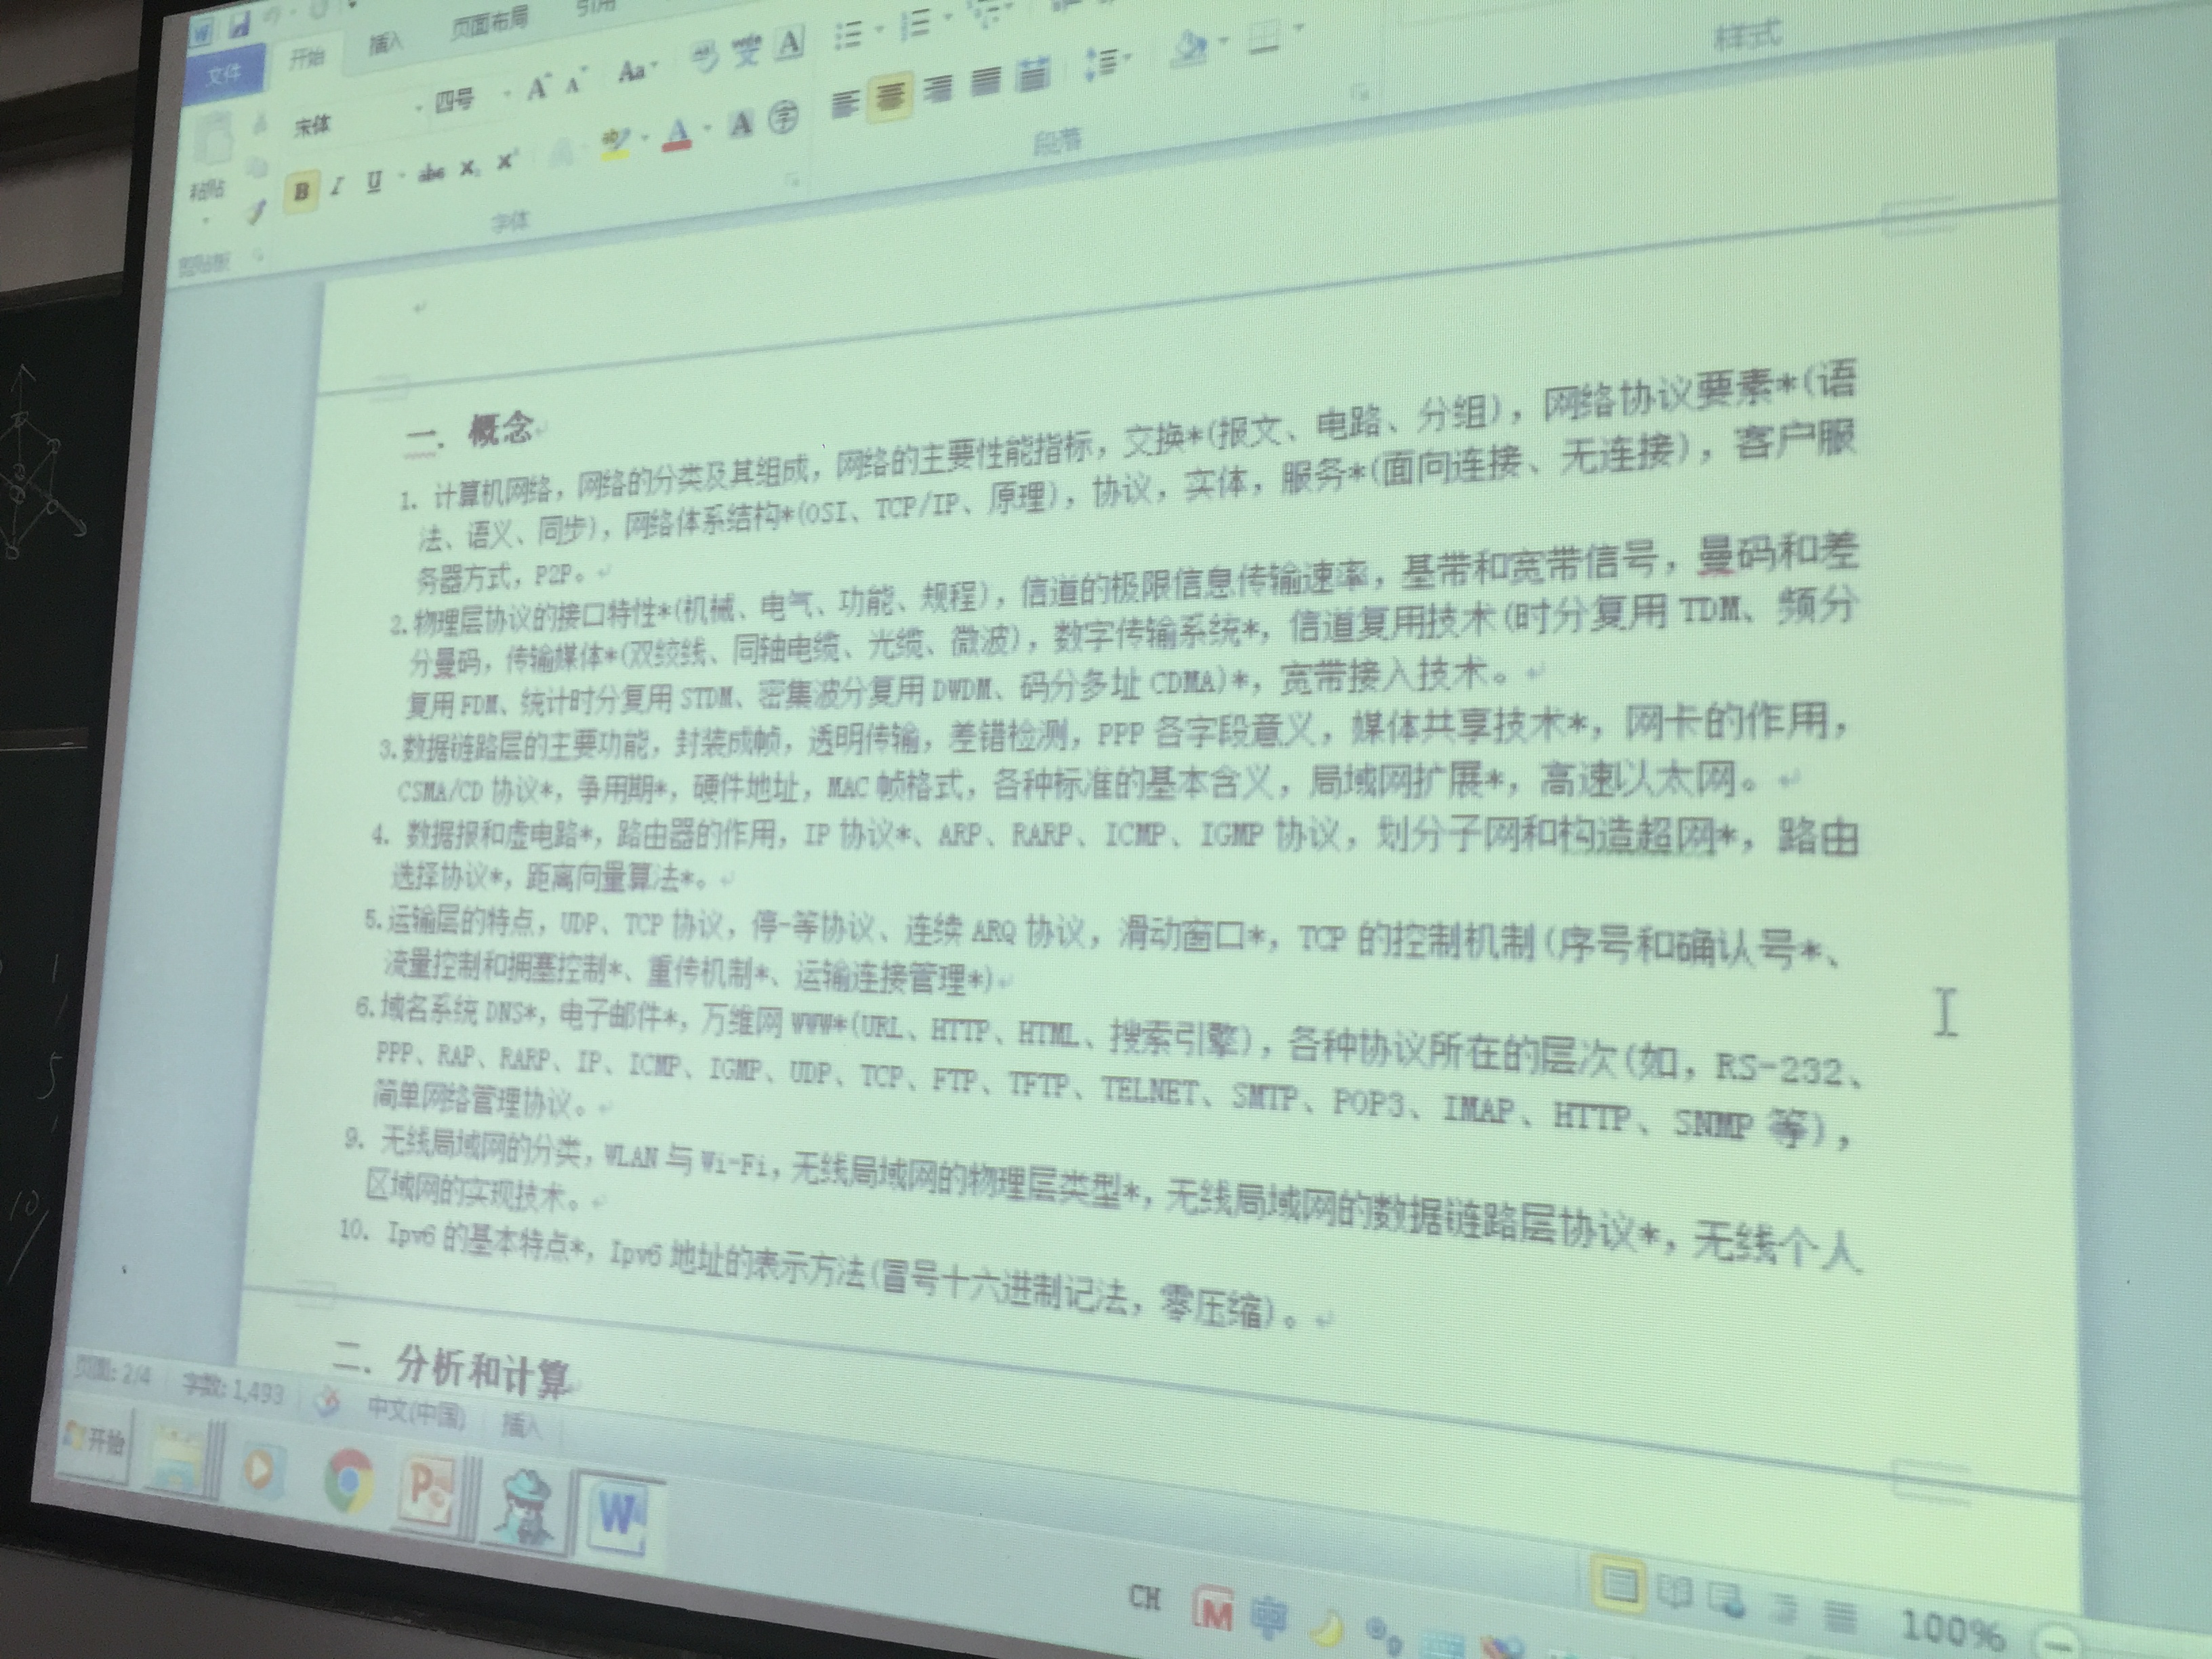 文件 开始 插入 页面布局 引用
宋体 四号
粘贴
剪贴板 字体 段落 样式
一. 概念
1. 计算机网络，网络的分类及其组成，网络的主要性能指标，交换*(报文、电路、分组)，网络协议要素*(语
法、语义、同步)，网络体系结构*(OSI、TCP/IP、原理)，协议，实体，服务*(面向连接、无连接)，客户服
务器方式，P2P。
2.物理层协议的接口特性*(机械、电气、功能、规程)，信道的极限信息传输速率，基带和宽带信号，曼码和差
分曼码，传输媒体*(双绞线、同轴电缆、光缆、微波)，数字传输系统*，信道复用技术(时分复用 TDM、频分
复用 FDM、统计时分复用 STDM、密集波分复用 DWDM、码分多址 CDMA)*，宽带接入技术。
3.数据链路层的主要功能，封装成帧，透明传输，差错检测，PPP 各字段意义，媒体共享技术*，网卡的作用，
CSMA/CD 协议*，争用期*，硬件地址，MAC 帧格式，各种标准的基本含义，局域网扩展*，高速以太网。
4. 数据报和虚电路*，路由器的作用，IP 协议*、ARP、RARP、ICMP、IGMP 协议，划分子网和构造超网*，路由
选择协议*，距离向量算法*。
5.运输层的特点，UDP、TCP 协议，停-等协议、连续 ARQ 协议，滑动窗口*，TCP 的控制机制(序号和确认号*、
流量控制和拥塞控制*、重传机制*、运输连接管理*)
6.域名系统 DNS*，电子邮件*，万维网 WWW*(URL、HTTP、HTML、搜索引擎)，各种协议所在的层次(如，RS-232、
PPP、RAP、RARP、IP、ICMP、IGMP、UDP、TCP、FTP、TFTP、TELNET、SMTP、POP3、IMAP、HTTP、SNMP 等)，
简单网络管理协议。
9. 无线局域网的分类，WLAN 与 Wi-Fi，无线局域网的物理层类型*，无线局域网的数据链路层协议*，无线个人
区域网的实现技术。
10. Ipv6 的基本特点*，Ipv6 地址的表示方法(冒号十六进制记法，零压缩)。
二. 分析和计算
页面: 2/4 字数: 1,493 中文(中国) 插入
100%
开始
CH M 中